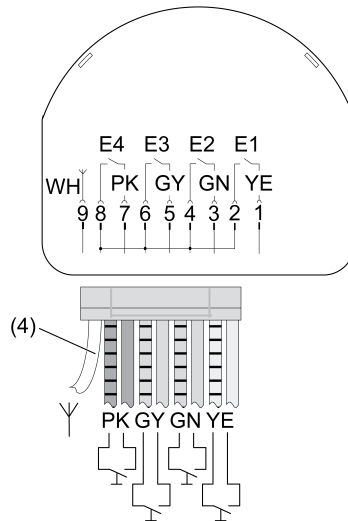 E4 E3 E2 E1
WH PK GY GN YE
9 8 7 6 5 4 3 2 1
(4)
PK GY GN YE